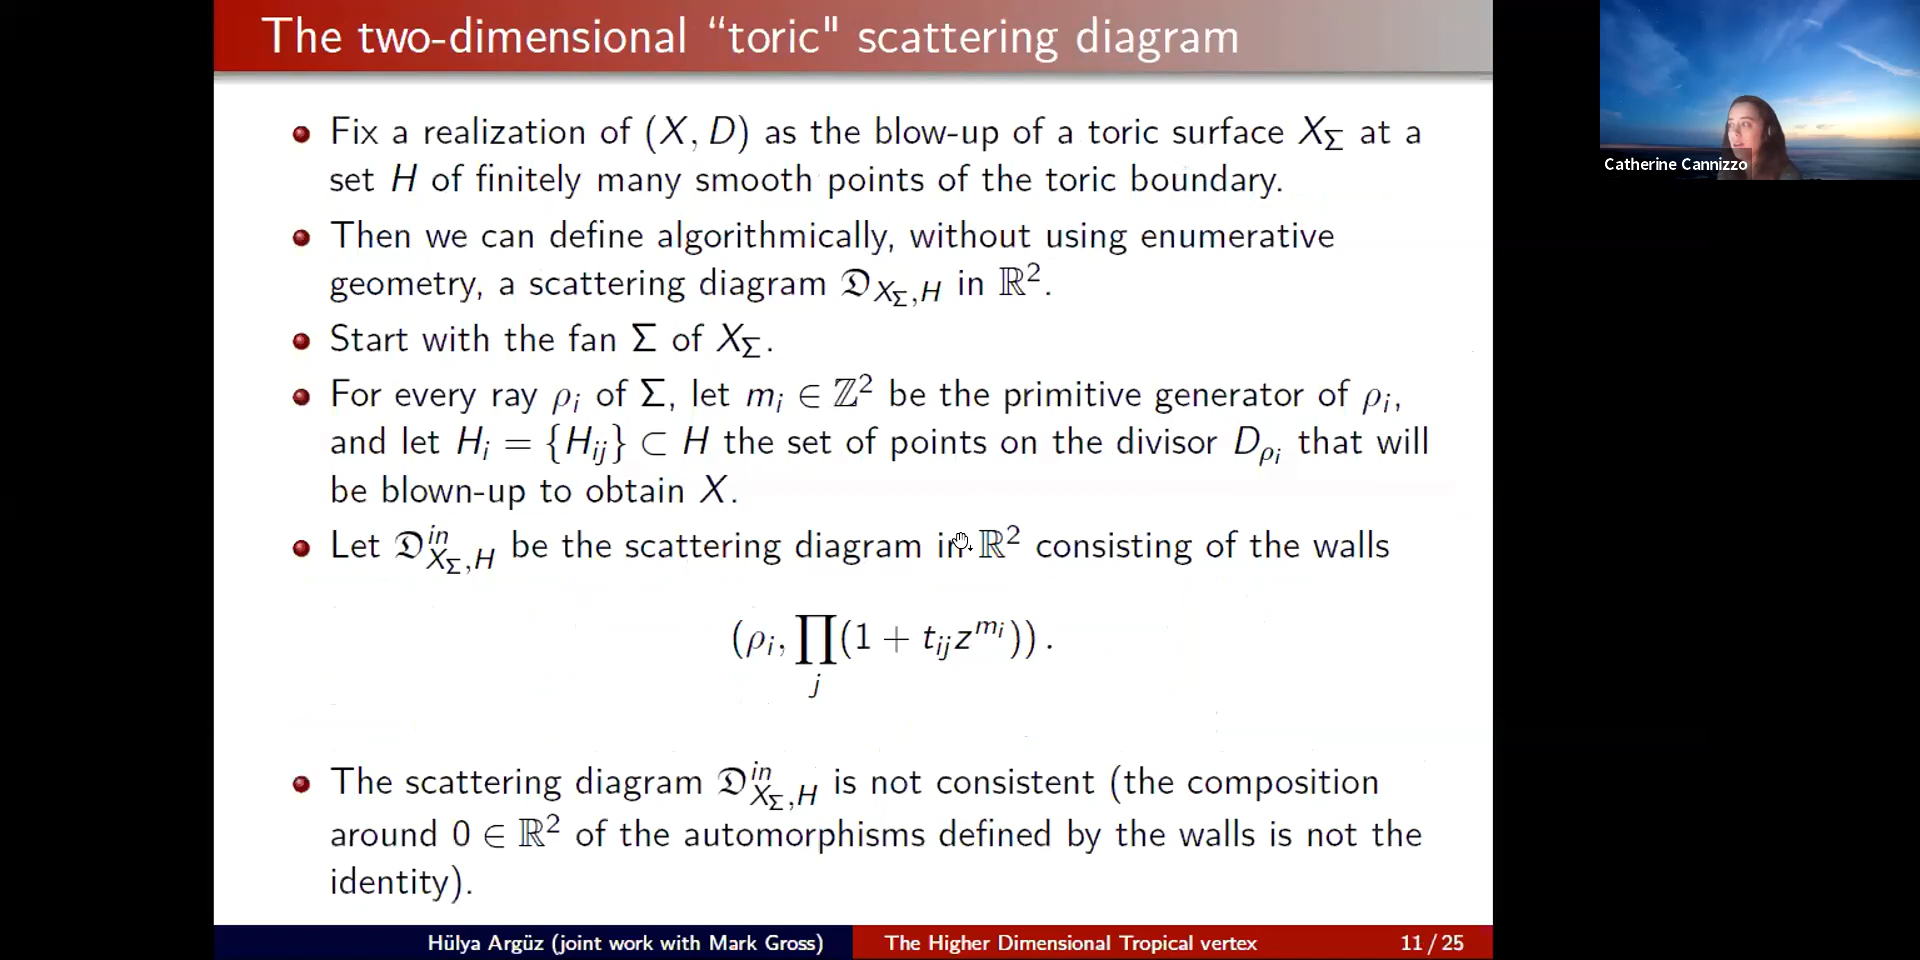 The two-dimensional “toric" scattering diagram
Fix a realization of (X, D) as the blow-up of a toric surface X_Σ at a
set H of finitely many smooth points of the toric boundary.
Then we can define algorithmically, without using enumerative
geometry, a scattering diagram 𝔇_{X_Σ,H} in ℝ².
Start with the fan Σ of X_Σ.
For every ray ρ_i of Σ, let m_i ∈ ℤ² be the primitive generator of ρ_i,
and let H_i = {H_{ij}} ⊂ H the set of points on the divisor D_{ρ_i} that will
be blown-up to obtain X.
Let 𝔇^{in}_{X_Σ,H} be the scattering diagram in ℝ² consisting of the walls
(ρ_i, ∏_j (1 + t_{ij}z^{m_i})).
The scattering diagram 𝔇^{in}_{X_Σ,H} is not consistent (the composition
around 0 ∈ ℝ² of the automorphisms defined by the walls is not the
identity).
Hülya Argüz (joint work with Mark Gross)
The Higher Dimensional Tropical vertex
11 / 25
Catherine Cannizzo